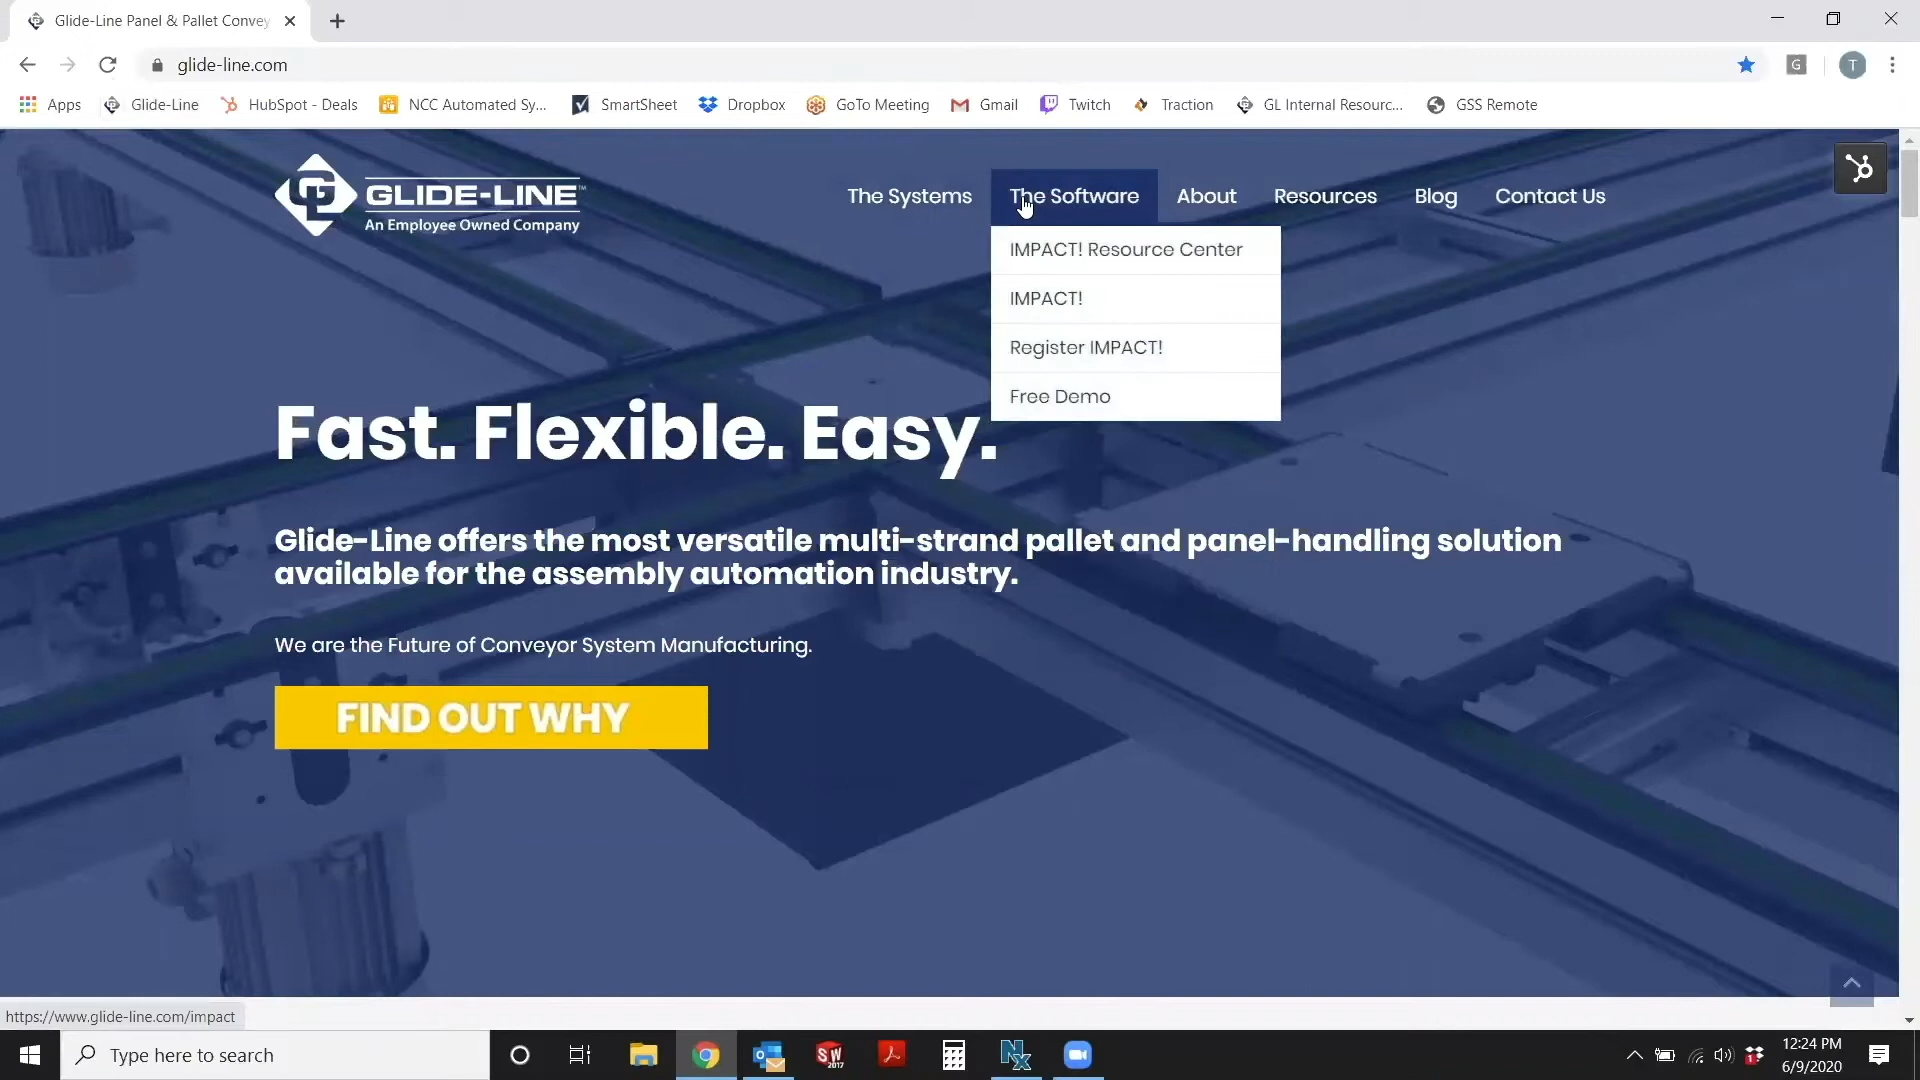 Glide-Line Panel & Pallet Convey
glide-line.com
G
T
Apps
Glide-Line
HubSpot - Deals
NCC Automated Sy...
SmartSheet
Dropbox
GoTo Meeting
Gmail
Twitch
Traction
GL Internal Resourc...
GSS Remote
GLIDE-LINE™
An Employee Owned Company
The Systems
The Software
About
Resources
Blog
Contact Us
IMPACT! Resource Center
IMPACT!
Register IMPACT!
Free Demo
Fast. Flexible. Easy.
Glide-Line offers the most versatile multi-strand pallet and panel-handling solution
available for the assembly automation industry.
We are the Future of Conveyor System Manufacturing.
FIND OUT WHY
https://www.glide-line.com/impact
Type here to search
SW
2017
NX
1
12:24 PM
6/9/2020